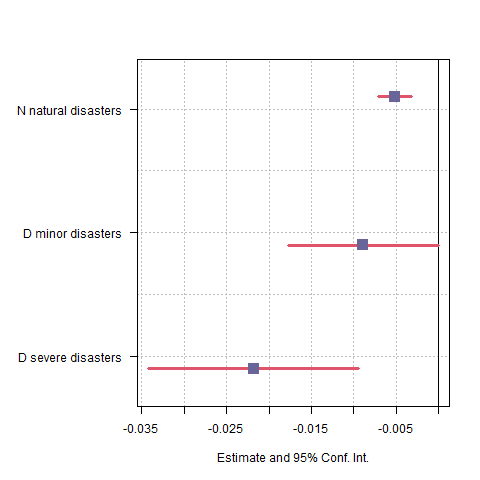 N natural disasters
D minor disasters
D severe disasters
-0.035 -0.025 -0.015 -0.005
Estimate and 95% Conf. Int.